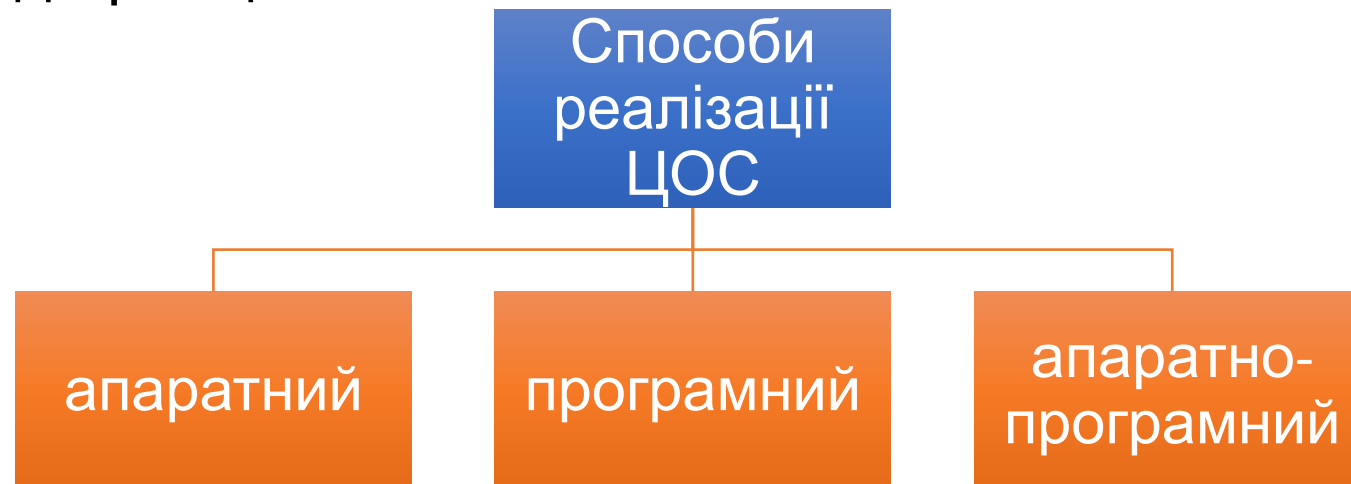 Способи
реалізації
ЦОС
апаратний
програмний
апаратно-
програмний